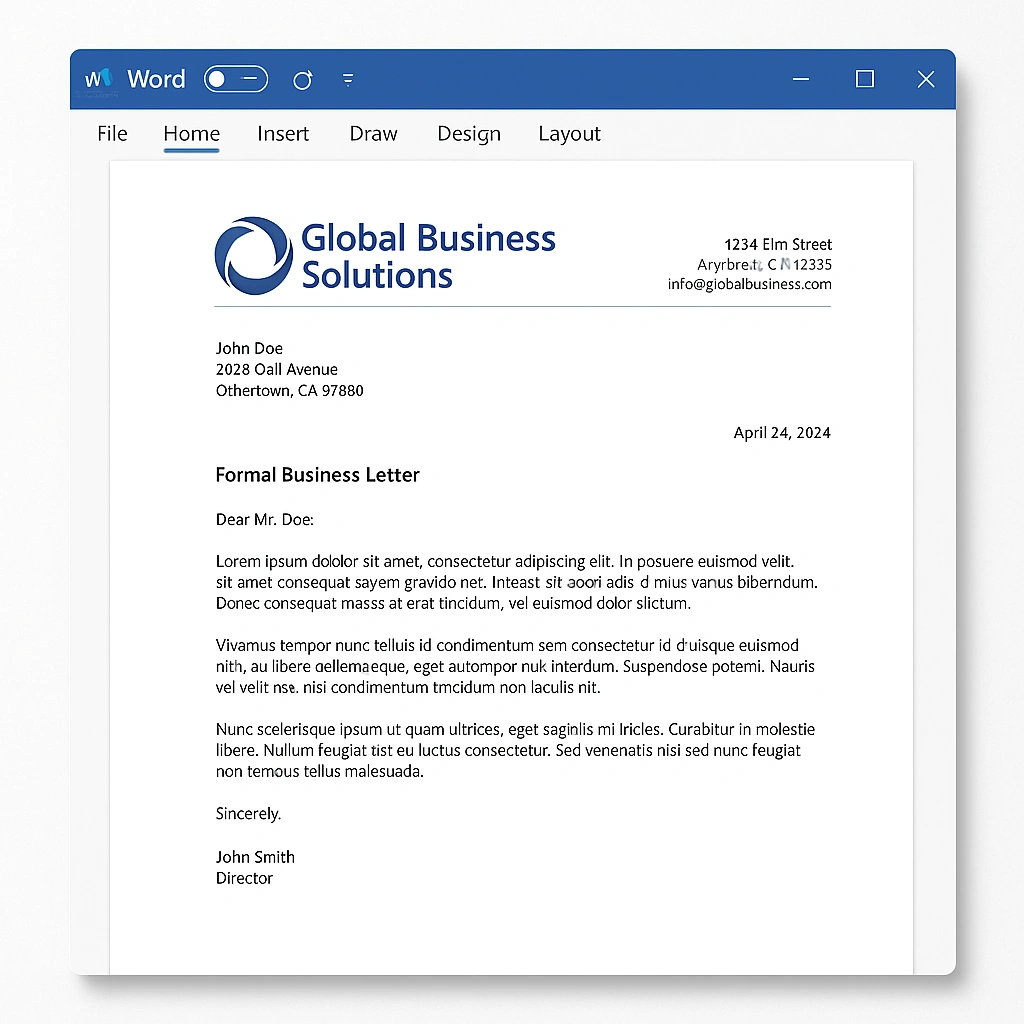 Word
File Home Insert Draw Design Layout
Global Business
Solutions
1234 Elm Street
12335
info@giobalbusiness.com
John Doe
2028 Oall Avenue
Othertown, CA 97880
April 24, 2024
Formal Business Letter
Dear Mr. Doe:
Lorem ipsum dolołor sit amet, consectetur adipiscing elit. In posuere euismod velit.
sit amet consequat sayem gravido net. Inteast sit aoori adis d mius vanus biberndum.
Donec consequat masss at erat tincidum, vel euismod dolor slictum.
Vivamus tempor nunc telluis id condimentum sem consectetur id d'uisque euismod
nith, au libere eget autompor nuk interdum. Suspendose potemi. Nauris
vel velit nse. nisi condimentum tmcidum non laculis nit.
Nunc scelerisque ipsum ut quam ultrices, eget mi Iricles. Curabitur in molestie
libere. Nullum feugiat tist eu luctus consectetur. Sed venenatis nisi sed nunc feugiat
non temous tellus malesuada.
Sincerely.
John Smith
Director